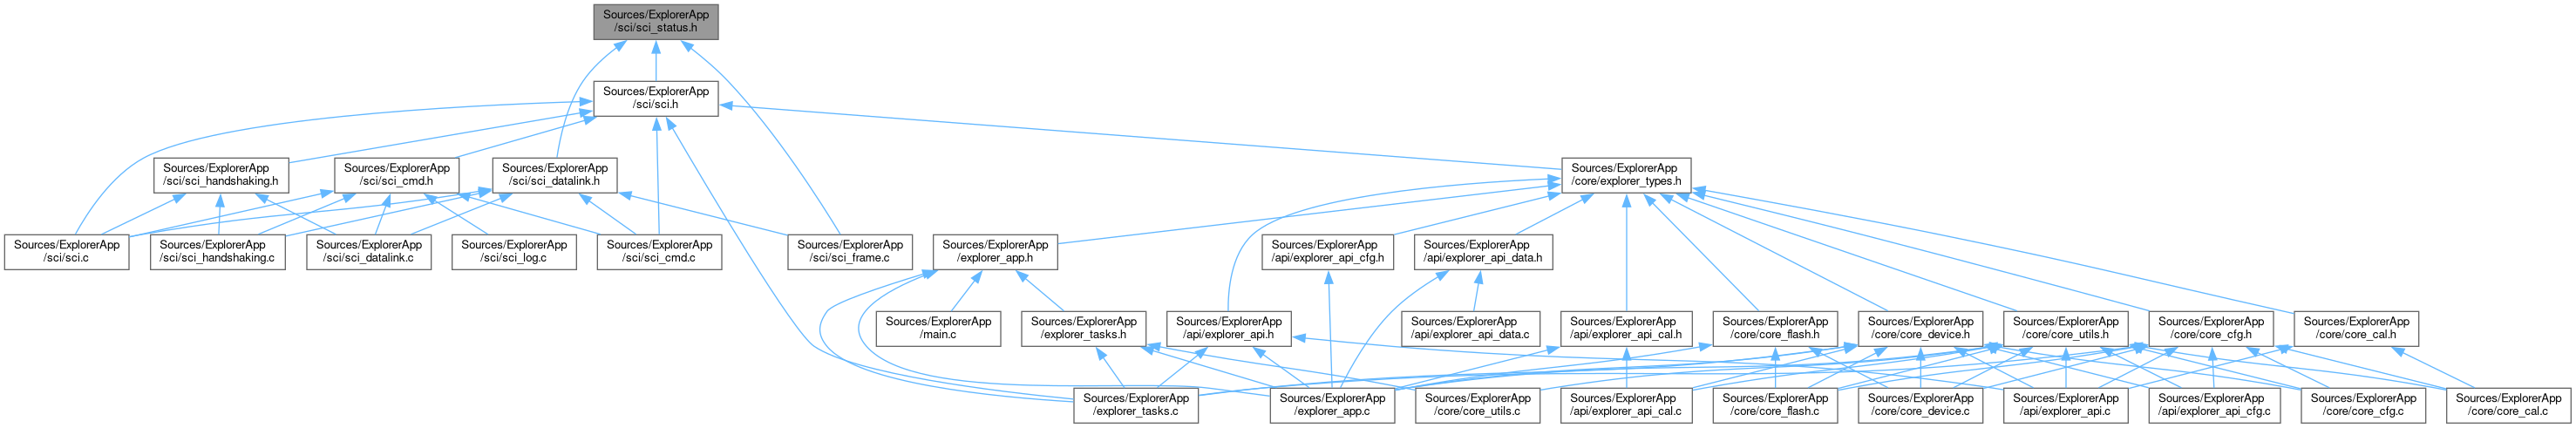 Sources/ExplorerApp
/sci/sci_status.h
Sources/ExplorerApp
/sci/sci.h
Sources/ExplorerApp
/sci/sci_handshaking.h
Sources/ExplorerApp
/sci/sci_cmd.h
Sources/ExplorerApp
/sci/sci_datalink.h
Sources/ExplorerApp
/core/explorer_types.h
Sources/ExplorerApp
/sci/sci.c
Sources/ExplorerApp
/sci/sci_handshaking.c
Sources/ExplorerApp
/sci/sci_datalink.c
Sources/ExplorerApp
/sci/sci_log.c
Sources/ExplorerApp
/sci/sci_cmd.c
Sources/ExplorerApp
/sci/sci_frame.c
Sources/ExplorerApp
/explorer_app.h
Sources/ExplorerApp
/api/explorer_api_cfg.h
Sources/ExplorerApp
/api/explorer_api_data.h
Sources/ExplorerApp
/main.c
Sources/ExplorerApp
/explorer_tasks.h
Sources/ExplorerApp
/api/explorer_api.h
Sources/ExplorerApp
/api/explorer_api_data.c
Sources/ExplorerApp
/api/explorer_api_cal.h
Sources/ExplorerApp
/core/core_flash.h
Sources/ExplorerApp
/core/core_device.h
Sources/ExplorerApp
/core/core_utils.h
Sources/ExplorerApp
/core/core_cfg.h
Sources/ExplorerApp
/core/core_cal.h
Sources/ExplorerApp
/explorer_tasks.c
Sources/ExplorerApp
/explorer_app.c
Sources/ExplorerApp
/core/core_utils.c
Sources/ExplorerApp
/api/explorer_api_cal.c
Sources/ExplorerApp
/core/core_flash.c
Sources/ExplorerApp
/core/core_device.c
Sources/ExplorerApp
/api/explorer_api.c
Sources/ExplorerApp
/api/explorer_api_cfg.c
Sources/ExplorerApp
/core/core_cfg.c
Sources/ExplorerApp
/core/core_cal.c